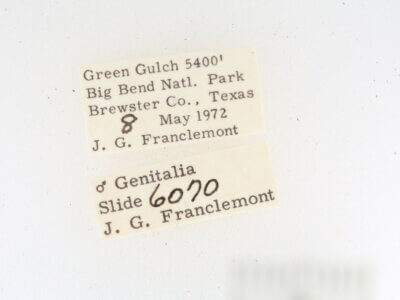 Green Gulch 5400'
Big Bend Natl. Park
Brewster Co., Texas
8 May 1972
J. G. Franclemont
♂ Genitalia
Slide 6070
J. G. Franclemont